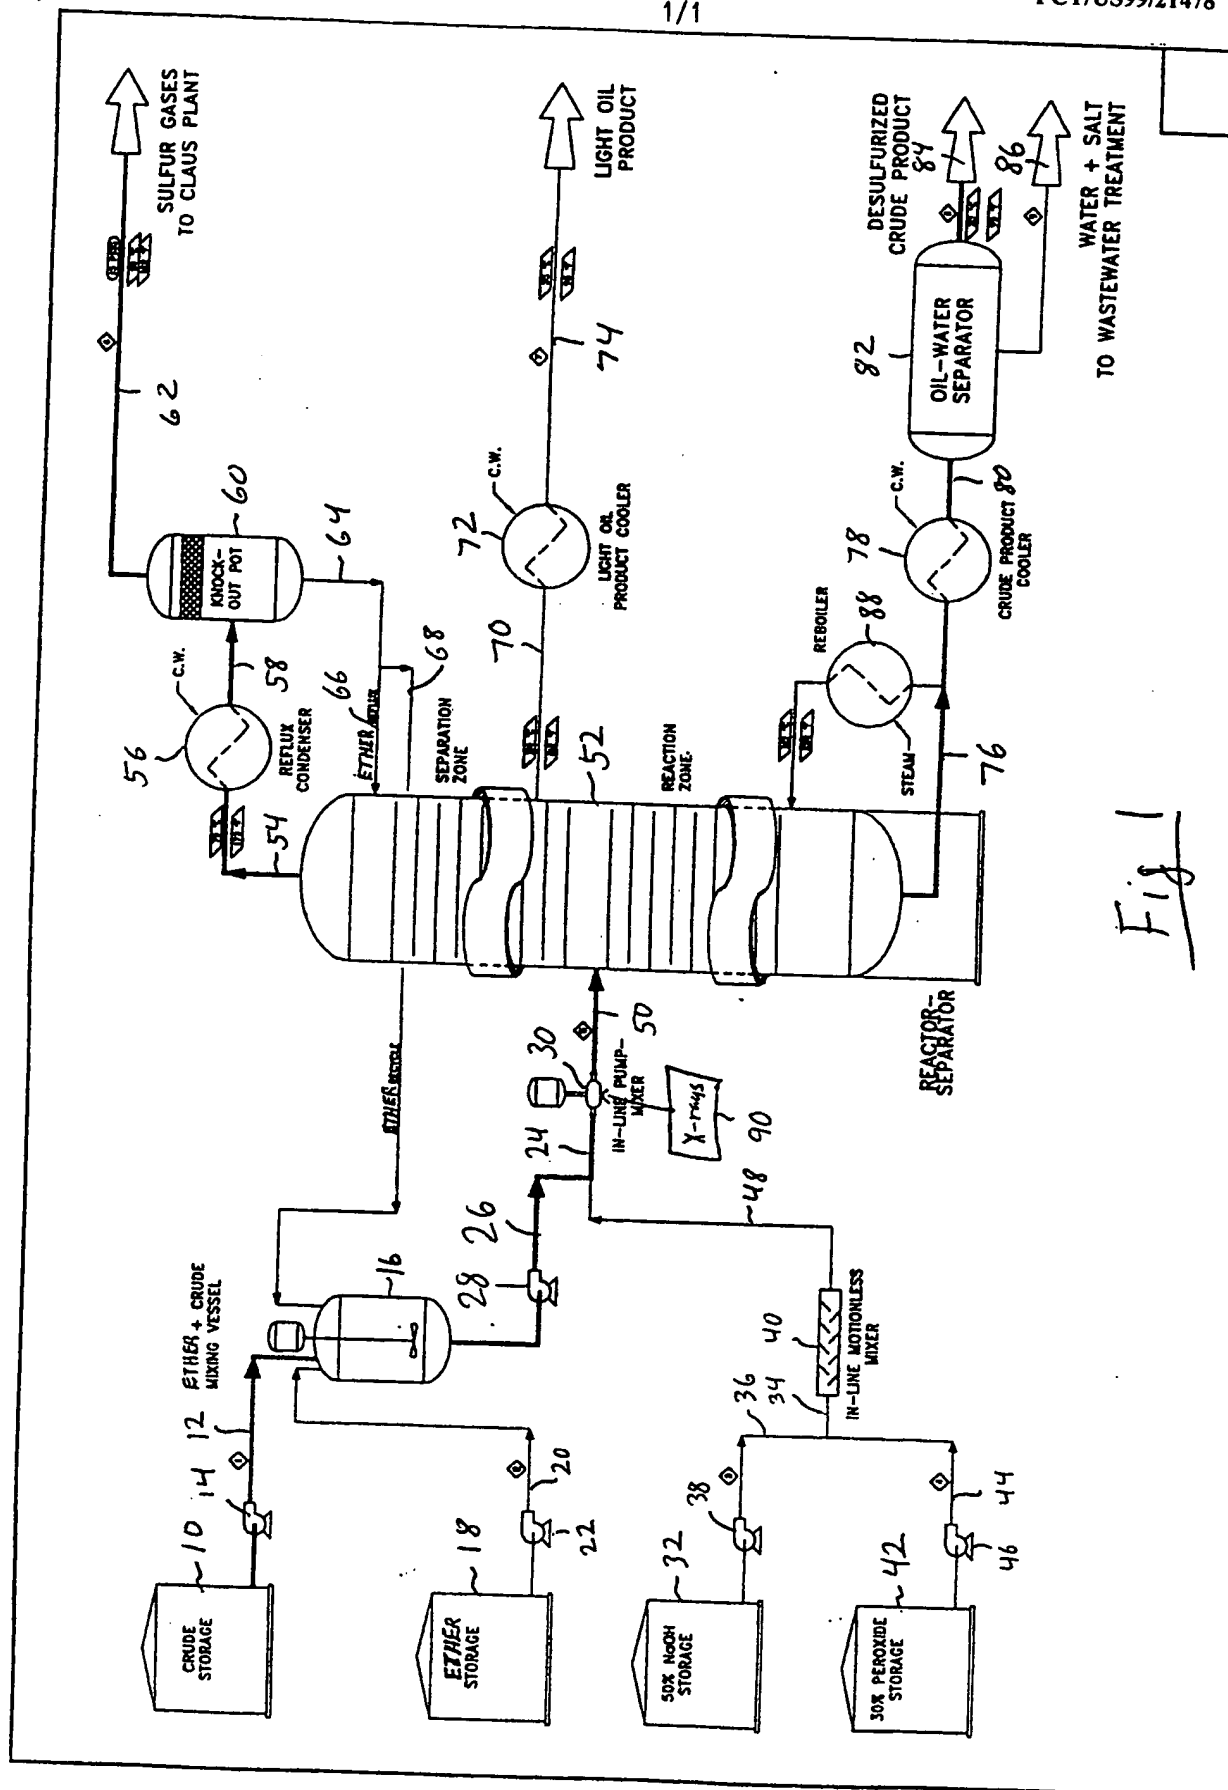 1/1
SULFUR GASES
TO CLAUS PLANT
62
KNOCK-
OUT POT
60
64
C.W.
58
56
REFLUX
CONDENSER
54
ETHER REFLUX
66
68
SEPARATION
ZONE
LIGHT OIL
PRODUCT
74
C.W.
72
LIGHT OIL
PRODUCT COOLER
70
52
REACTION
ZONE
DESULFURIZED
CRUDE PRODUCT
84
86
WATER + SALT
TO WASTEWATER TREATMENT
OIL-WATER
SEPARATOR
82
80
C.W.
78
CRUDE PRODUCT
COOLER
REBOILER
88
STEAM
76
REACTOR-
SEPARATOR
ETHER RECYCLE
50
30
IN-LINE PUMP-
MIXER
X-rays
90
24
26
28
48
ETHER + CRUDE
MIXING VESSEL
16
12
14
10
CRUDE
STORAGE
20
22
18
ETHER
STORAGE
40
IN-LINE MOTIONLESS
MIXER
34
36
38
32
50% NaOH
STORAGE
44
46
42
30% PEROXIDE
STORAGE
Fig 1